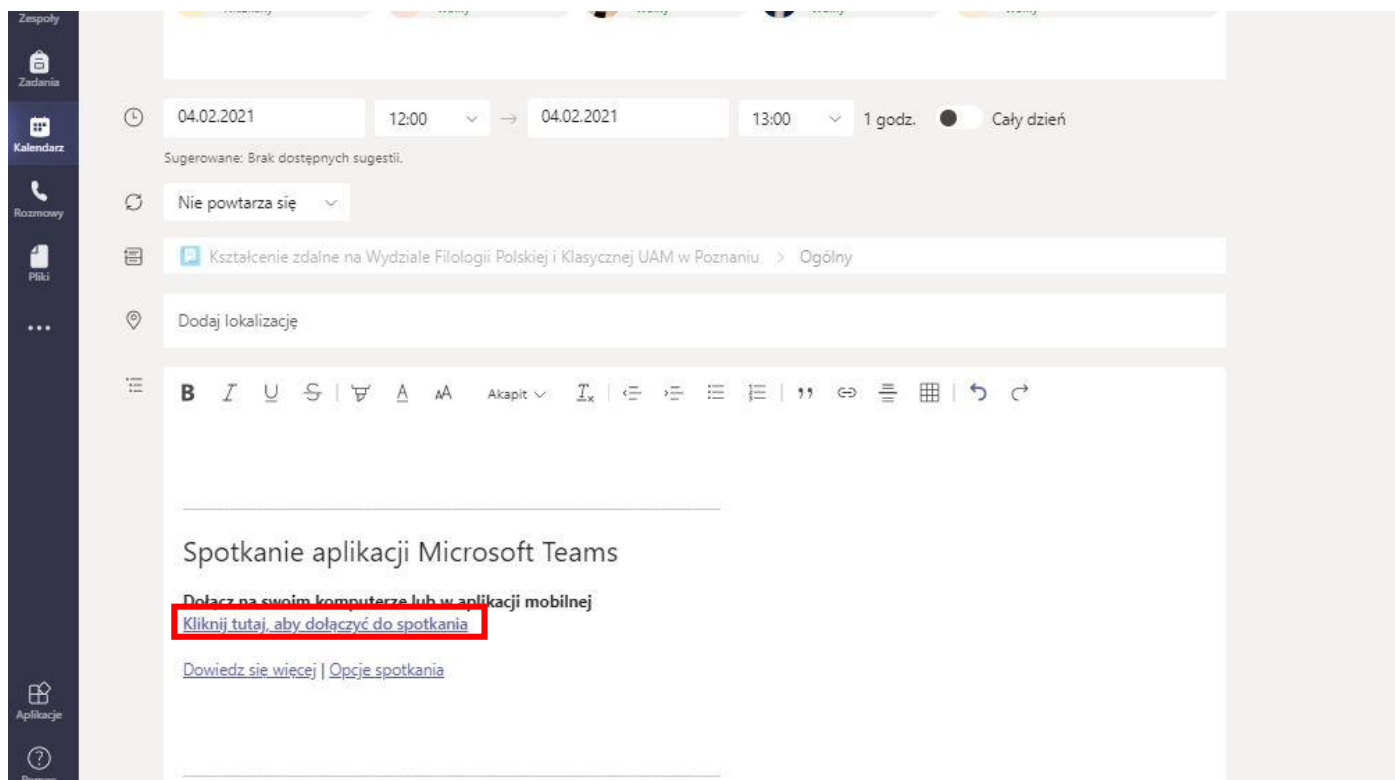 Zespoły
Zadania
Kalendarz
Rozmowy
Pliki
Aplikacje
04.02.2021 12:00 → 04.02.2021 13:00 1 godz. Cały dzień
Sugerowane: Brak dostępnych sugestii.
Nie powtarza się
Kształcenie zdalne na Wydziale Filologii Polskiej i Klasycznej UAM w Poznaniu > Ogólny
Dodaj lokalizację
B I U S A AA Akapit Tx
Spotkanie aplikacji Microsoft Teams
Dołącz na swoim komputerze lub w aplikacji mobilnej
Kliknij tutaj, aby dołączyć do spotkania
Dowiedz się więcej | Opcje spotkania